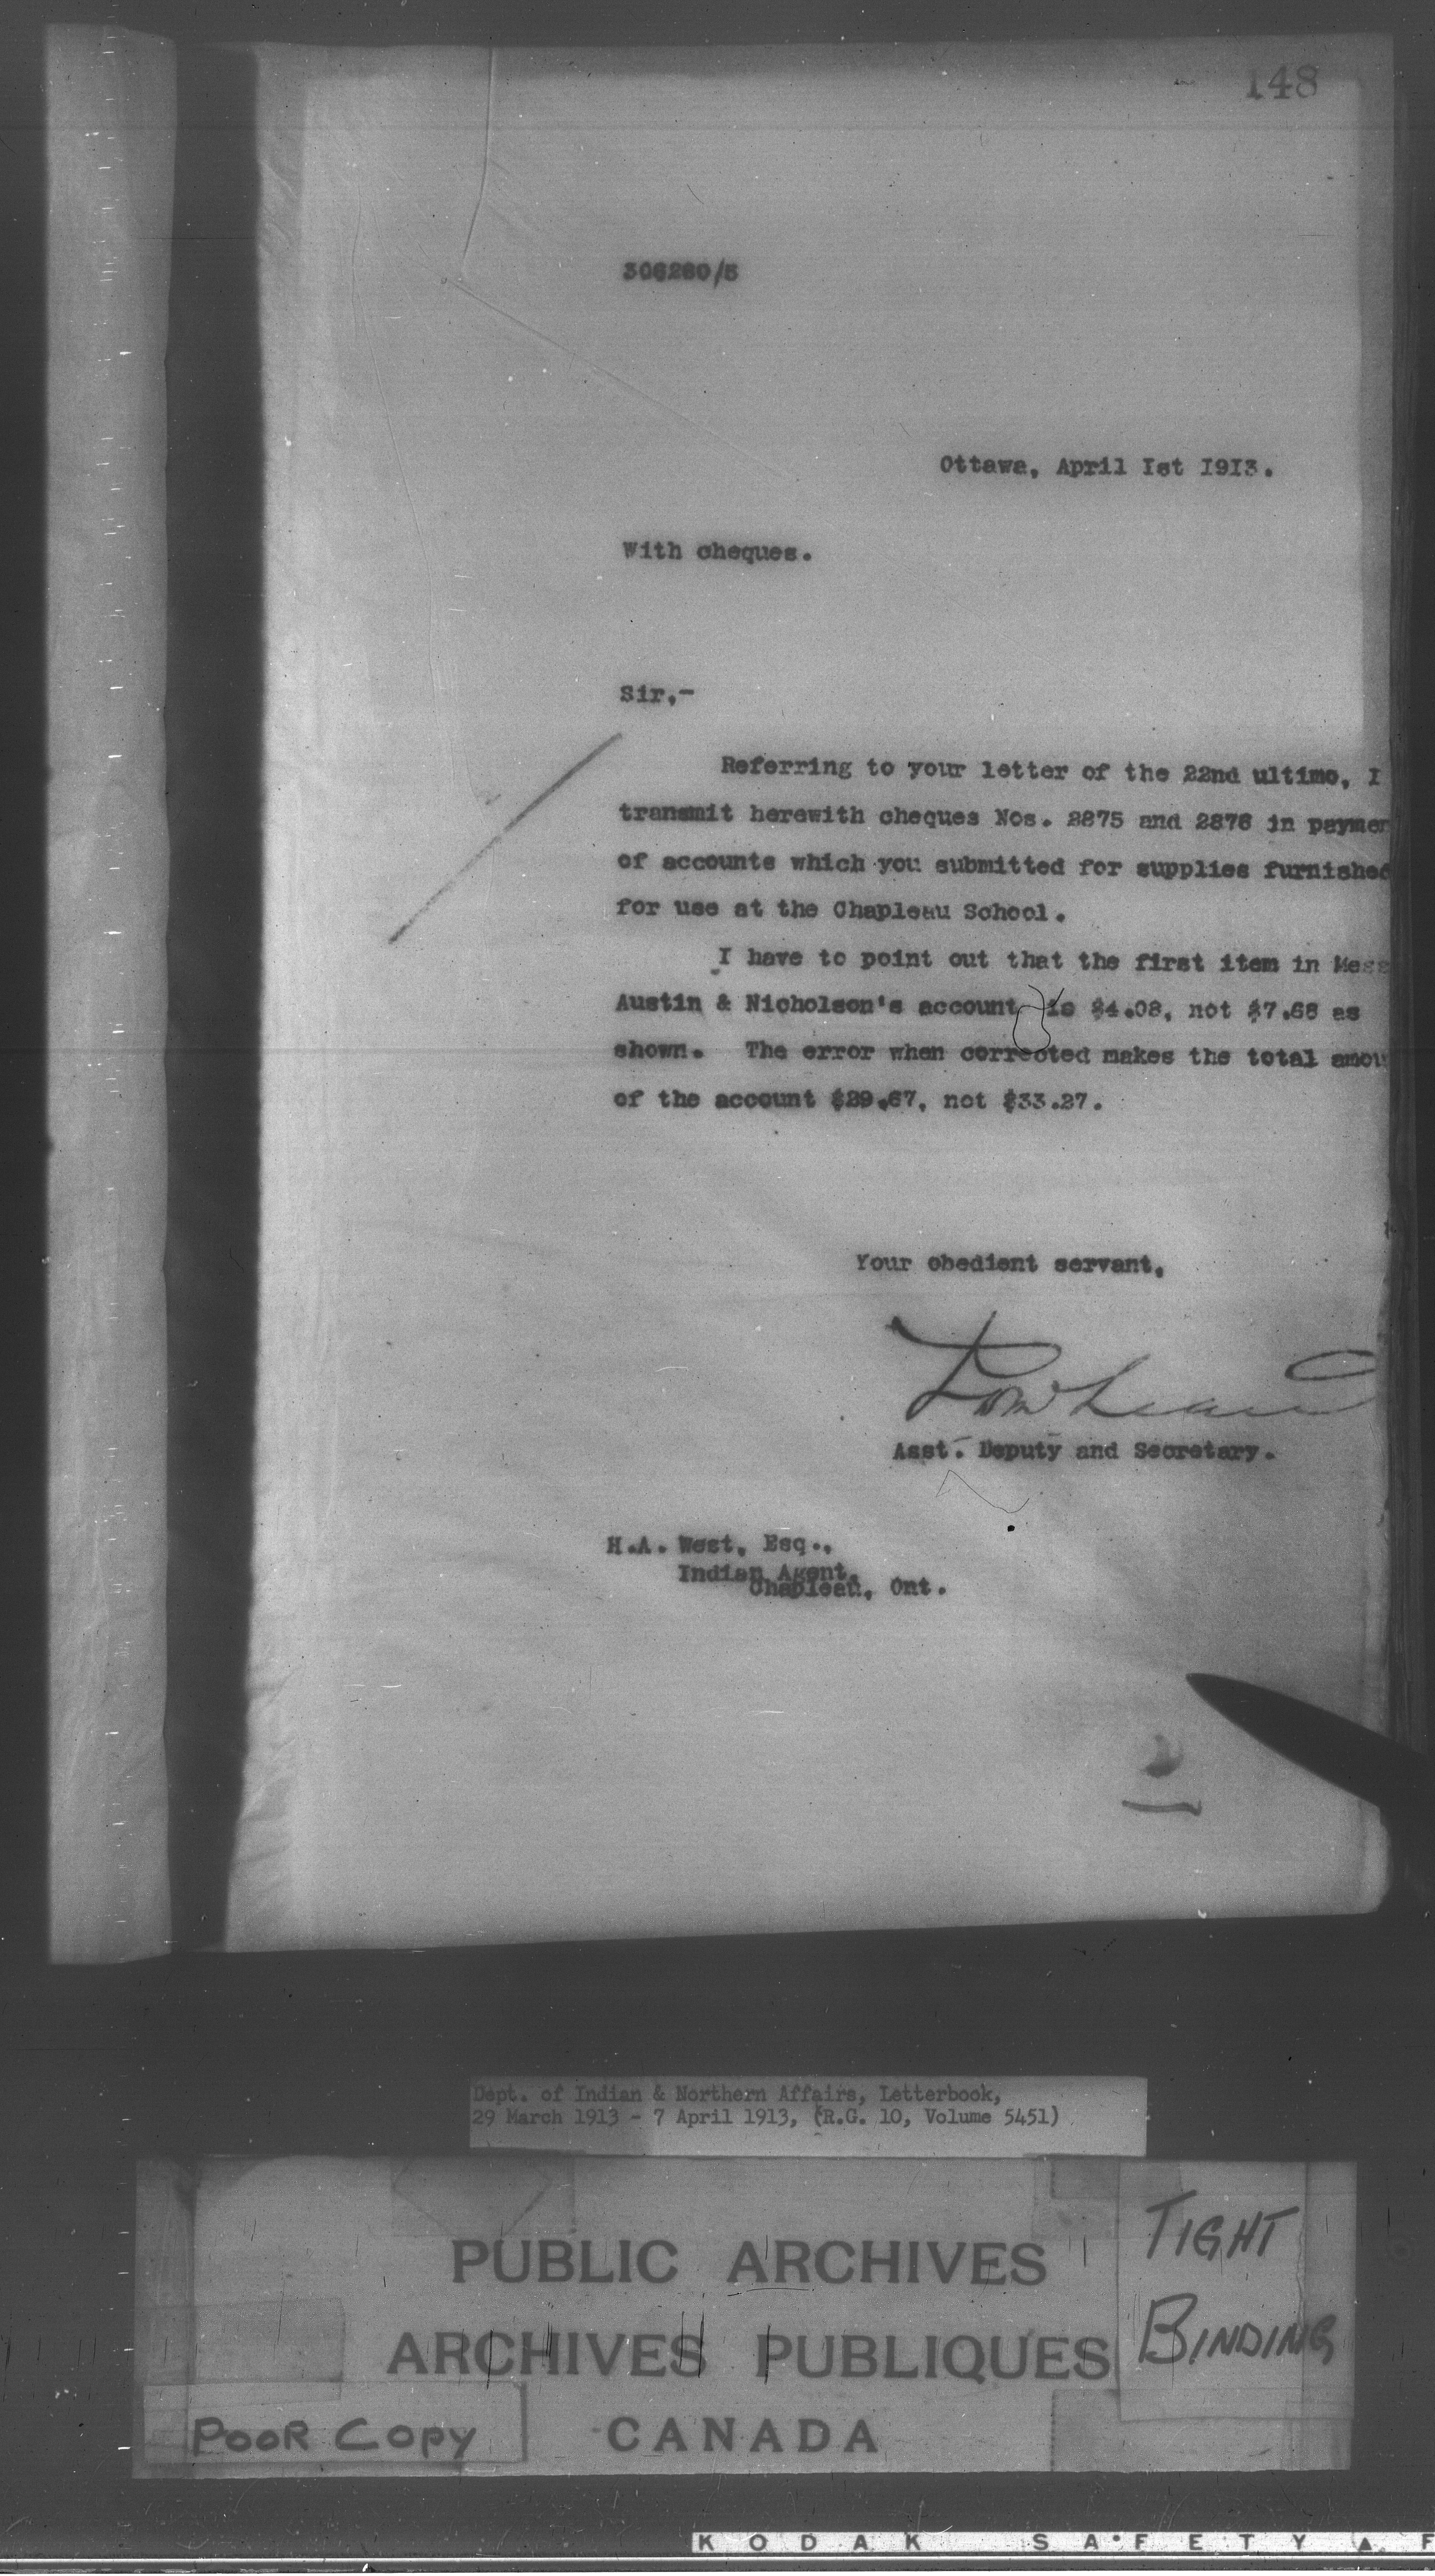 148
306260/5
Ottawa, April Ist I9I3.
With cheques.
Sir,-
Referring to your letter of the 22nd ultimo, I
transmit herewith cheques Nos. 2875 and 2876 in paymen
of accounts which you submitted for supplies furnished
for use at the Chapleau School.
I have to point out that the first item in Mess
Austin & Nicholson's account is $4.08, not $7.68 as
shown. The error when corrected makes the total amou
of the account $29.67, not $33.27.
Your obedient servant,
Asst. Deputy and Secretary.
H.A. West, Esq.,
Indian Agent,
Chapleau, Ont.
Dept. of Indian & Northern Affairs, Letterbook,
29 March 1913 - 7 April 1913, (R.G. 10, Volume 5451)
PUBLIC ARCHIVES
ARCHIVES PUBLIQUES
CANADA
TIGHT
BINDING
POOR COPY
KODAK SAFETY F